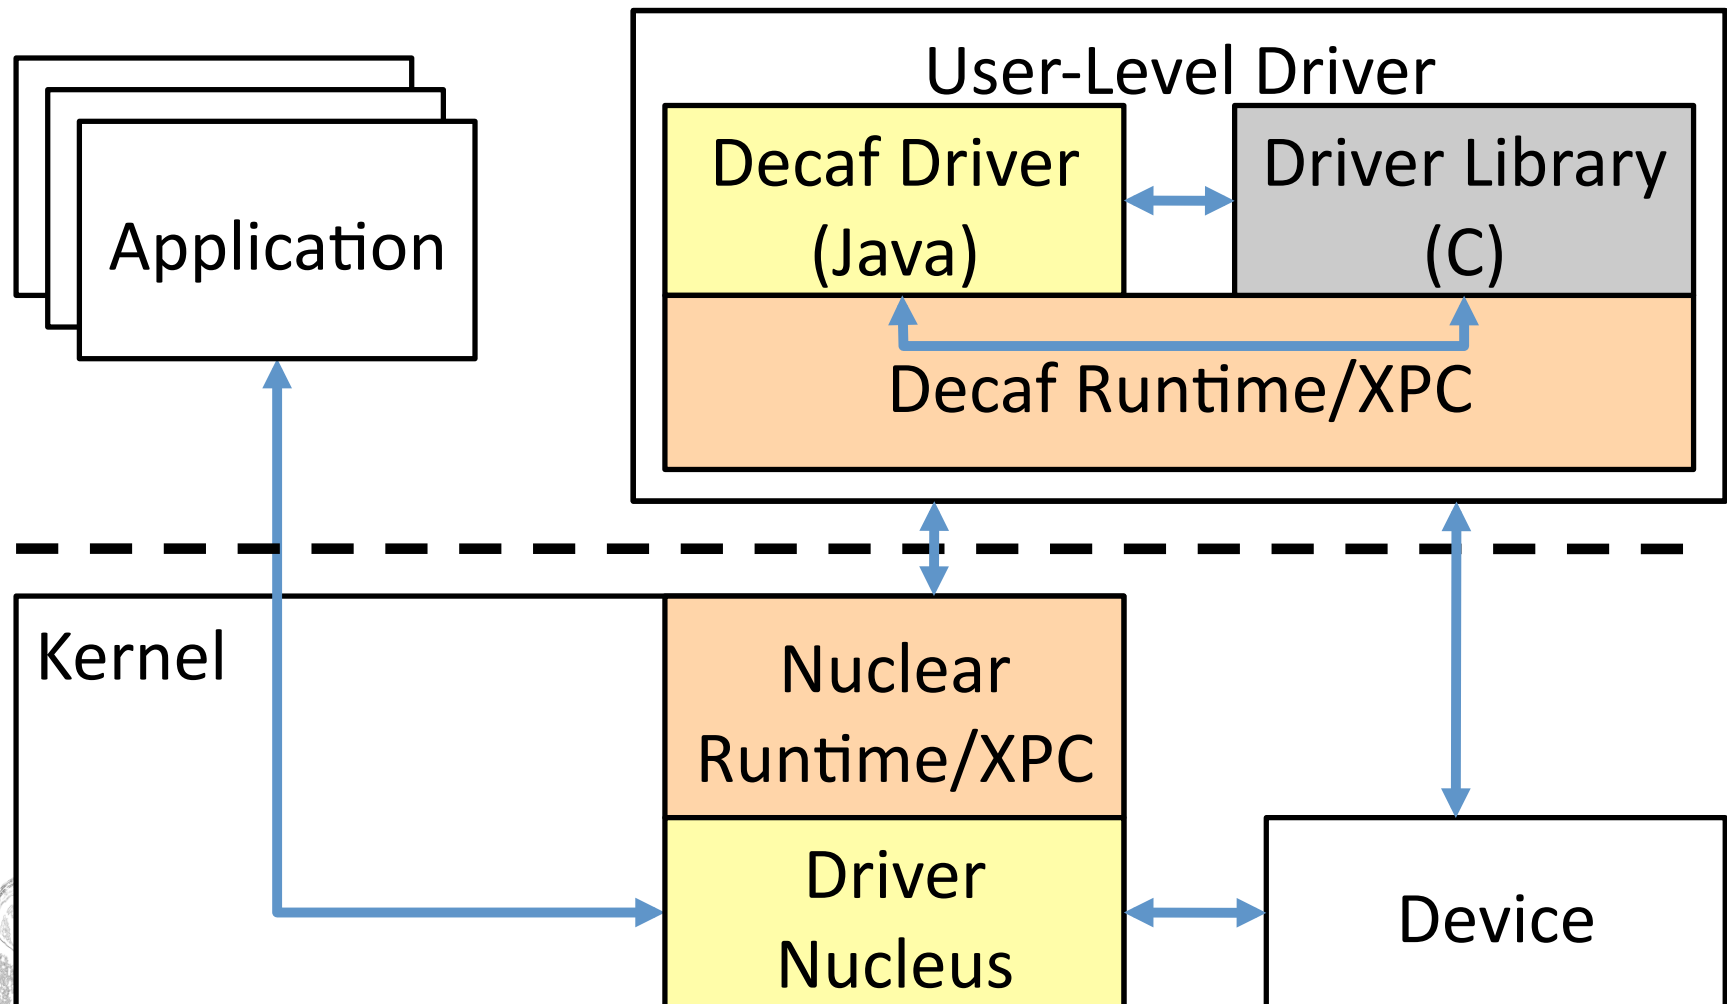 User-Level Driver
Decaf Driver
(Java)
Driver Library
(C)
Application
Decaf Runtime/XPC
Kernel
Nuclear
Runtime/XPC
Driver
Nucleus
Device